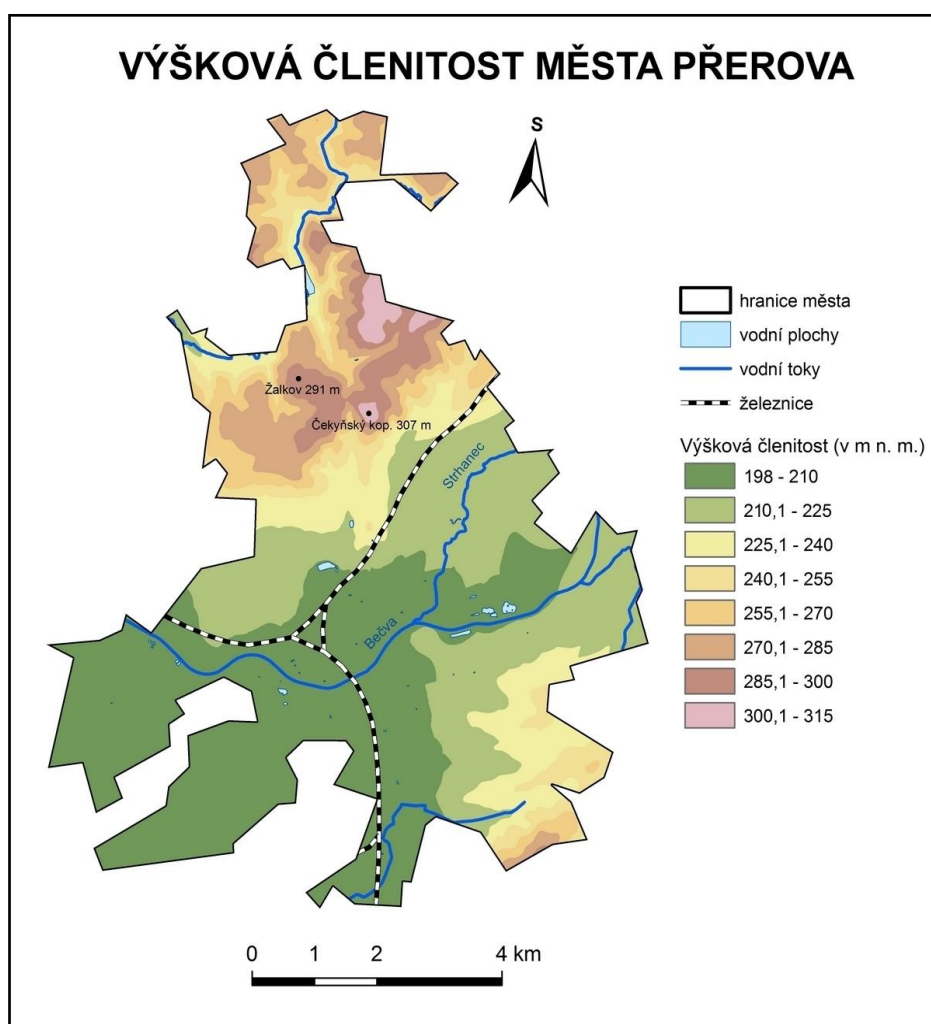 VÝŠKOVÁ ČLENITOST MĚSTA PŘEROVA
S
Žalkov 291 m
Čekyňský kop. 307 m
Strhanec
Bečva
hranice města
vodní plochy
vodní toky
železnice
Výšková členitost (v m n. m.)
198 - 210
210,1 - 225
225,1 - 240
240,1 - 255
255,1 - 270
270,1 - 285
285,1 - 300
300,1 - 315
0 1 2 4 km